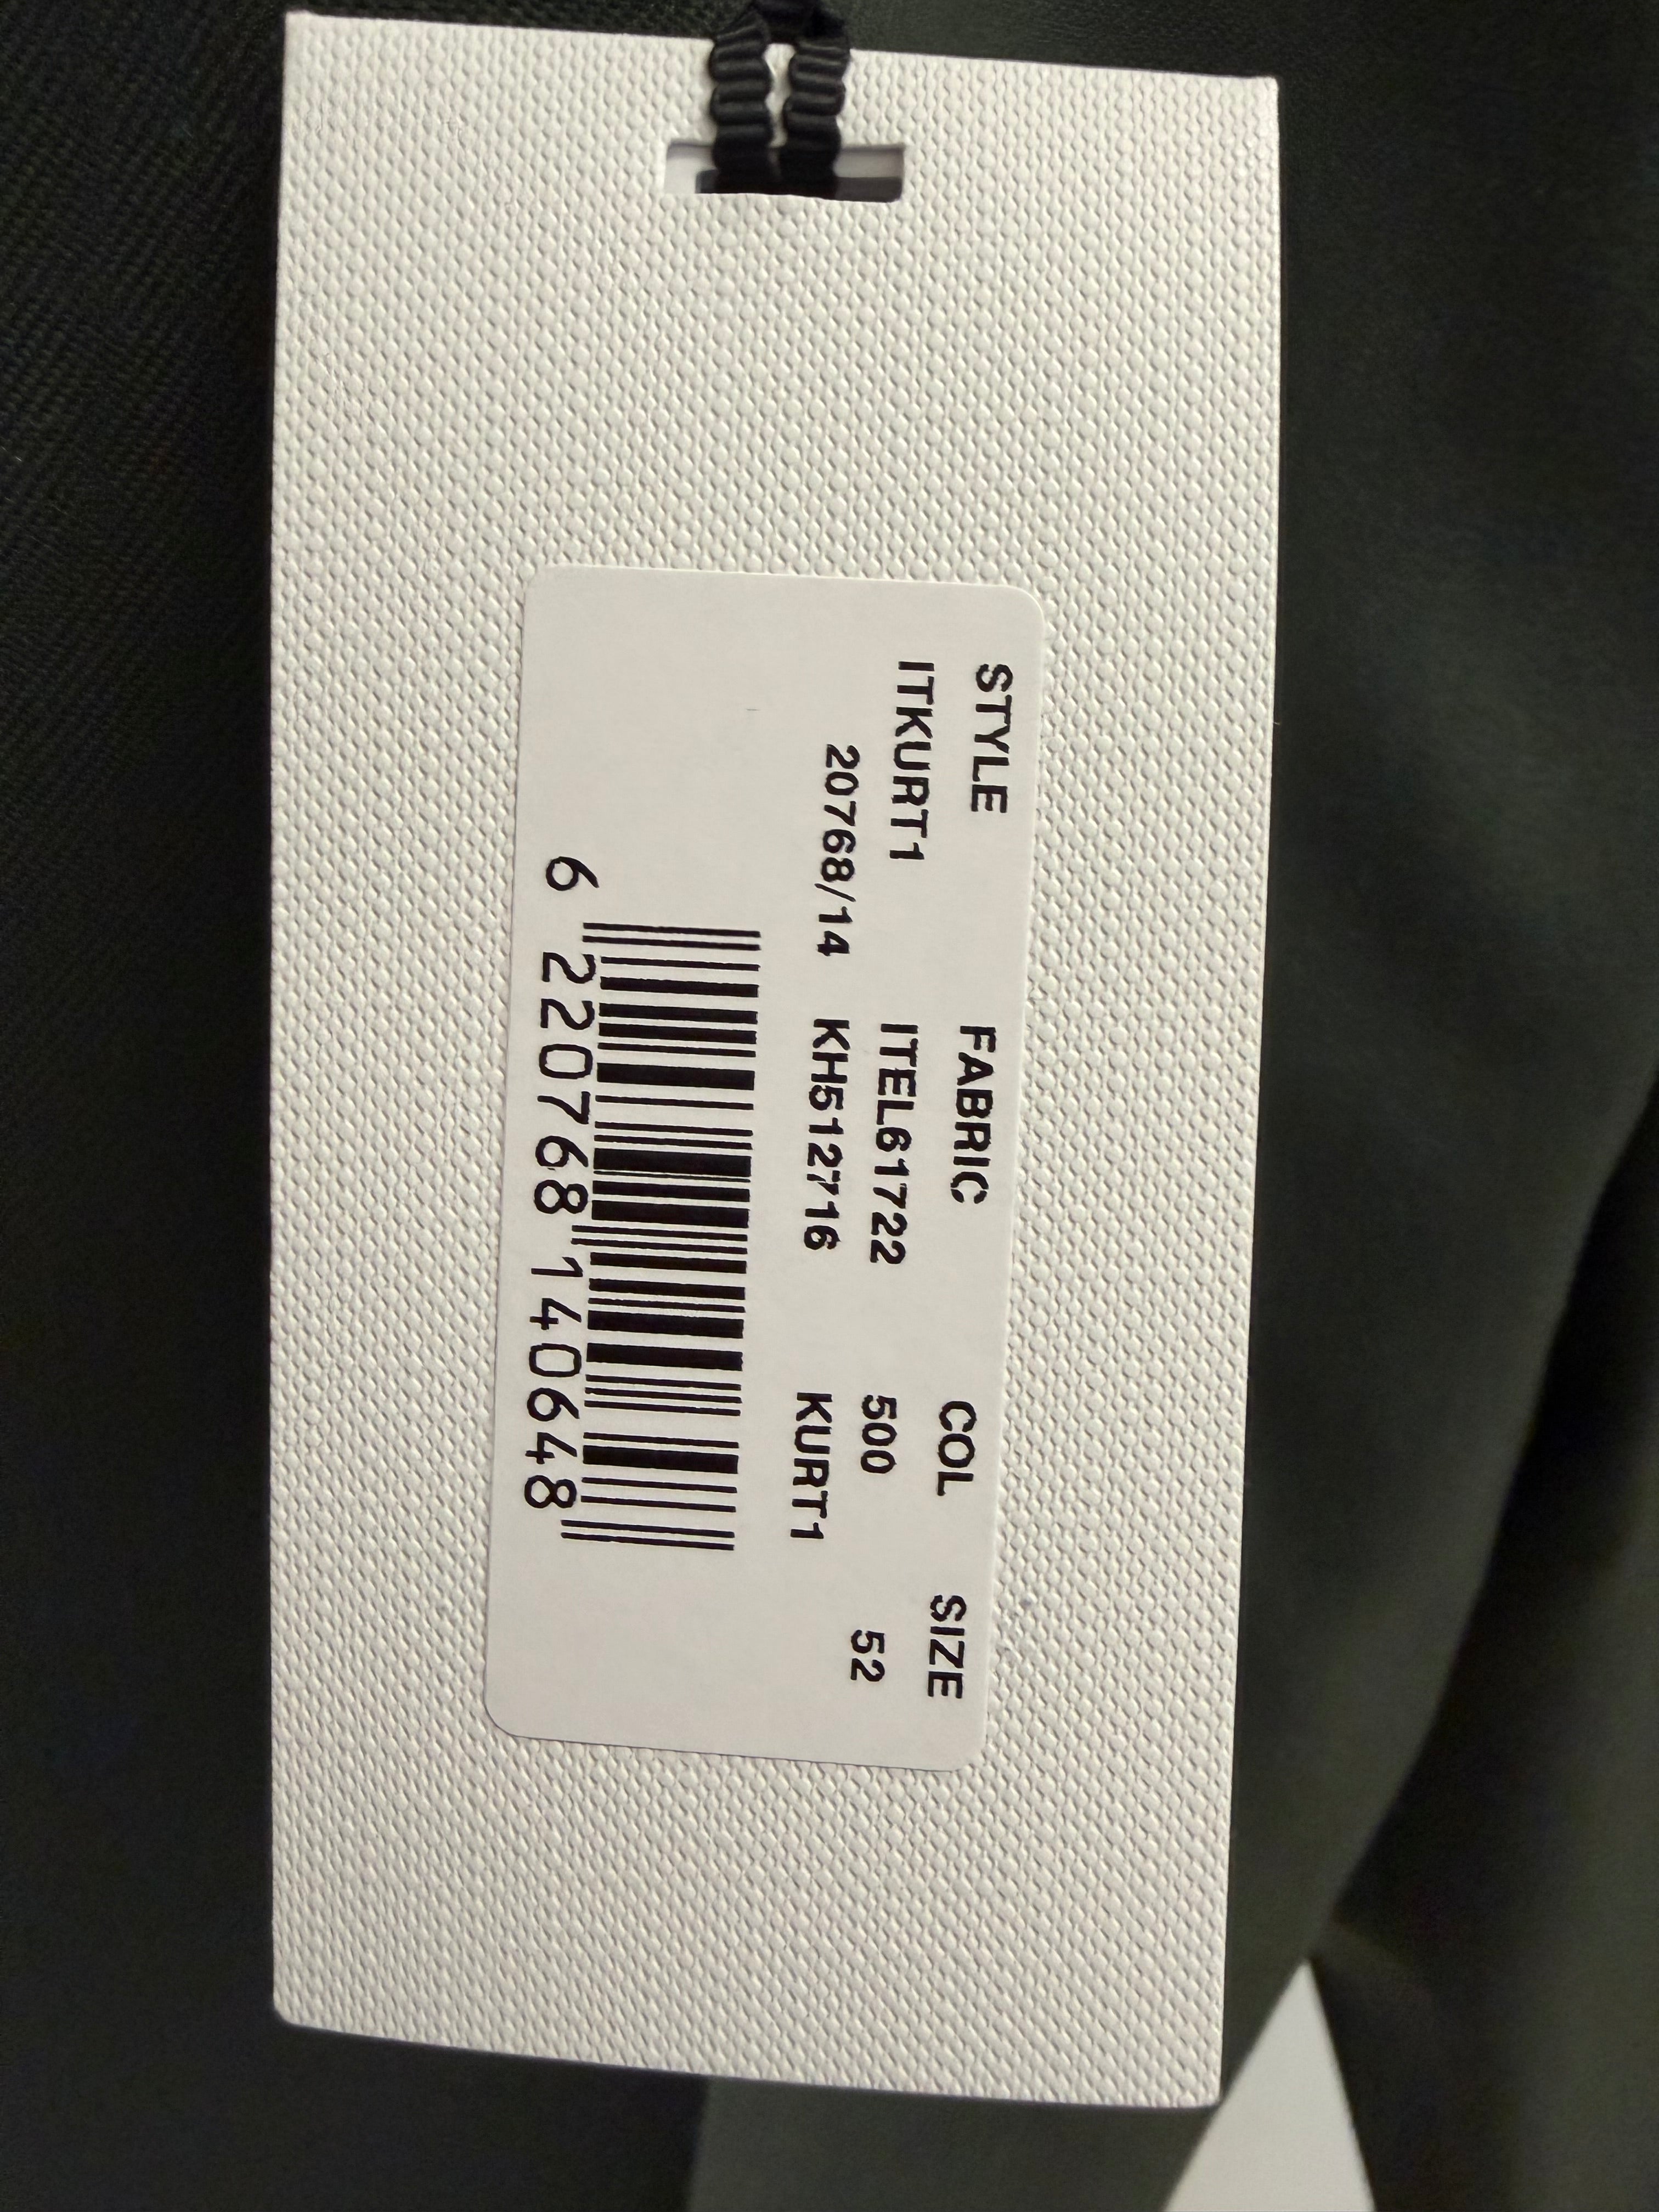 STYLE FABRIC COL SIZE
ITKURT1 ITEL61722 500 52
20768/14 KH512716 KURT1
6 220768 140648